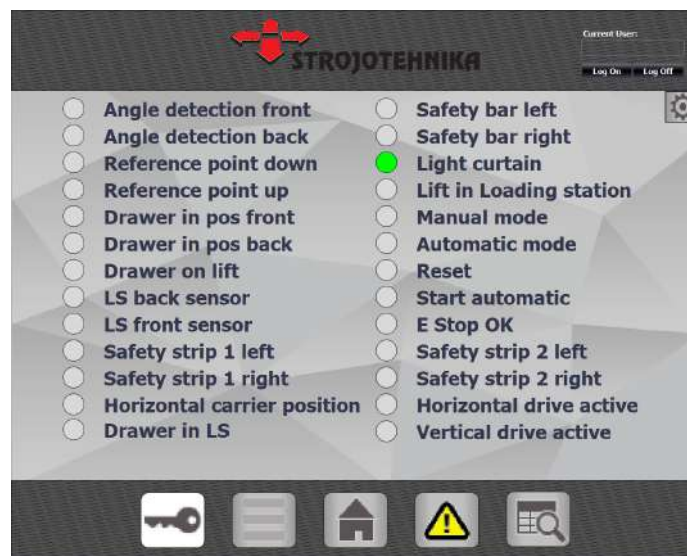 STROJOTEHNIKA
Current User:
Log On Log Off
Angle detection front
Angle detection back
Reference point down
Reference point up
Drawer in pos front
Drawer in pos back
Drawer on lift
LS back sensor
LS front sensor
Safety strip 1 left
Safety strip 1 right
Horizontal carrier position
Drawer in LS
Safety bar left
Safety bar right
Light curtain
Lift in Loading station
Manual mode
Automatic mode
Reset
Start automatic
E Stop OK
Safety strip 2 left
Safety strip 2 right
Horizontal drive active
Vertical drive active